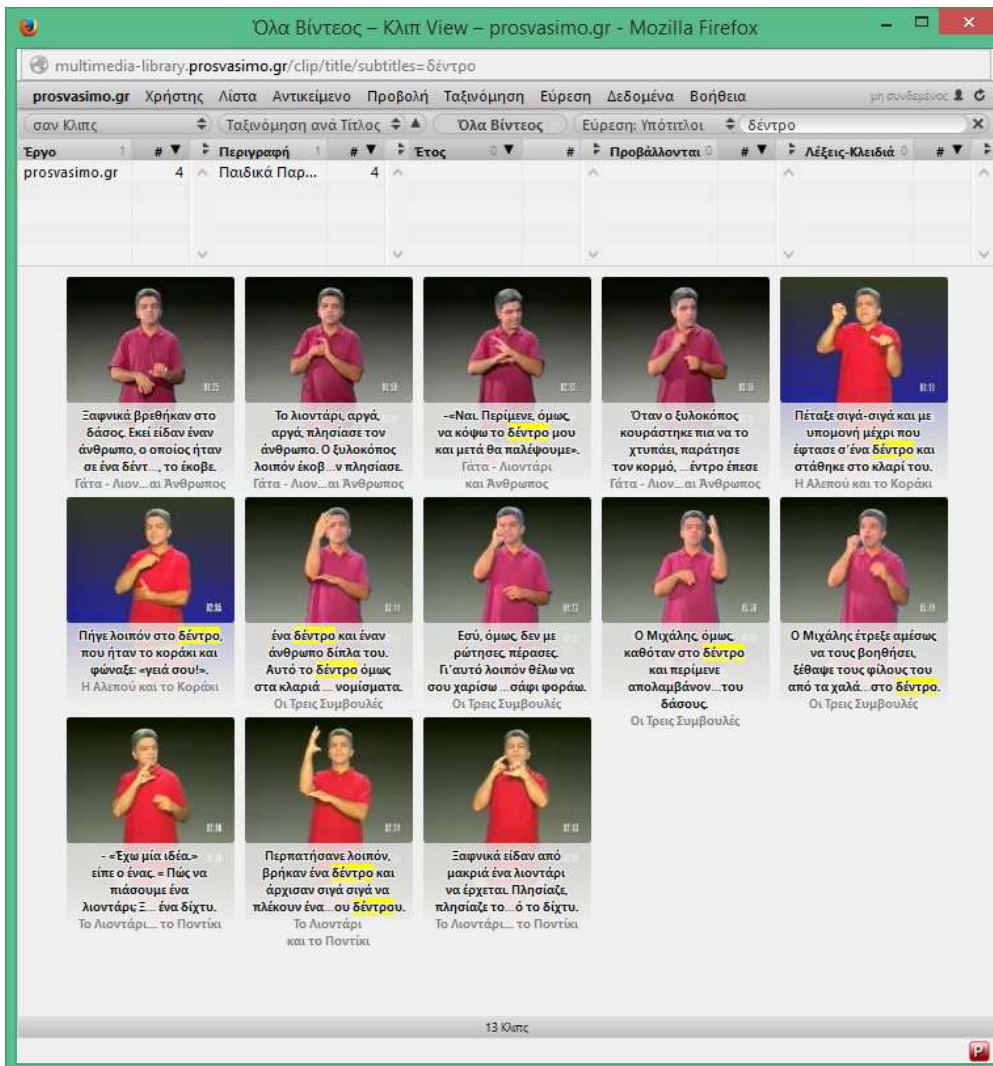 Όλα Βίντεος – Κλιπ View – prosvasimo.gr - Mozilla Firefox
multimedia-library.prosvasimo.gr/clip/title/subtitles=δέντρο
prosvasimo.gr Χρήστης Λίστα Αντικείμενο Προβολή Ταξινόμηση Εύρεση Δεδομένα Βοήθεια μη συνδεμένος
σαν Κλιπς Ταξινόμηση ανά Τίτλος Όλα Βίντεος Εύρεση: Υπότιτλοι δέντρο
Έργο 1 # Περιγραφή 1 # Έτος 0 # Προβάλλονται 0 # Λέξεις-Κλειδιά 0 #
prosvasimo.gr 4 Παιδικά Παρ... 4
Ξαφνικά βρεθήκαν στο
δάσος. Εκεί είδαν έναν
άνθρωπο, ο οποίος ήταν
σε ένα δέντ..., το έκοβε.
Γάτα - Λιον...αι Άνθρωπος
Το λιοντάρι, αργά,
αργά, πλησίασε τον
άνθρωπο. Ο ξυλοκόπος
λοιπόν έκοβ...ν πλησίασε.
Γάτα - Λιον...αι Άνθρωπος
-«Ναι. Περίμενε, όμως,
να κόψω το δέντρο μου
και μετά θα παλέψουμε».
Γάτα - Λιοντάρι
και Άνθρωπος
Όταν ο ξυλοκόπος
κουράστηκε πια να το
χτυπάει, παράτησε
τον κορμό, ...έντρο έπεσε
Γάτα - Λιον...αι Άνθρωπος
Πέταξε σιγά-σιγά και με
υπομονή μέχρι που
έφτασε σ'ένα δέντρο και
στάθηκε στο κλαρί του.
Η Αλεπού και το Κοράκι
Πήγε λοιπόν στο δέντρο,
που ήταν το κοράκι και
φώναξε: «γειά σου!».
Η Αλεπού και το Κοράκι
ένα δέντρο και έναν
άνθρωπο δίπλα του.
Αυτό το δέντρο όμως
στα κλαριά ... νομίσματα.
Οι Τρεις Συμβουλές
Εσύ, όμως, δεν με
ρώτησες, πέρασες.
Γι'αυτό λοιπόν θέλω να
σου χαρίσω ...σάφι φοράω.
Οι Τρεις Συμβουλές
Ο Μιχάλης, όμως,
καθόταν στο δέντρο
και περίμενε
απολαμβάνον...του
δάσους.
Οι Τρεις Συμβουλές
Ο Μιχάλης έτρεξε αμέσως
να τους βοηθήσει,
ξέθαψε τους φίλους του
από τα χαλά...στο δέντρο.
Οι Τρεις Συμβουλές
- «Έχω μία ιδέα.»
είπε ο ένας. « Πώς να
πιάσουμε ένα
λιοντάρι; Ξ... ένα δίχτυ.
Το Λιοντάρι... το Ποντίκι
Περπατήσανε λοιπόν,
βρήκαν ένα δέντρο και
άρχισαν σιγά σιγά να
πλέκουν ένα...ου δέντρου.
Το Λιοντάρι
και το Ποντίκι
Ξαφνικά είδαν από
μακριά ένα λιοντάρι
να έρχεται. Πλησίαζε,
πλησίαζε το...ό το δίχτυ.
Το Λιοντάρι... το Ποντίκι
13 Κλιπς